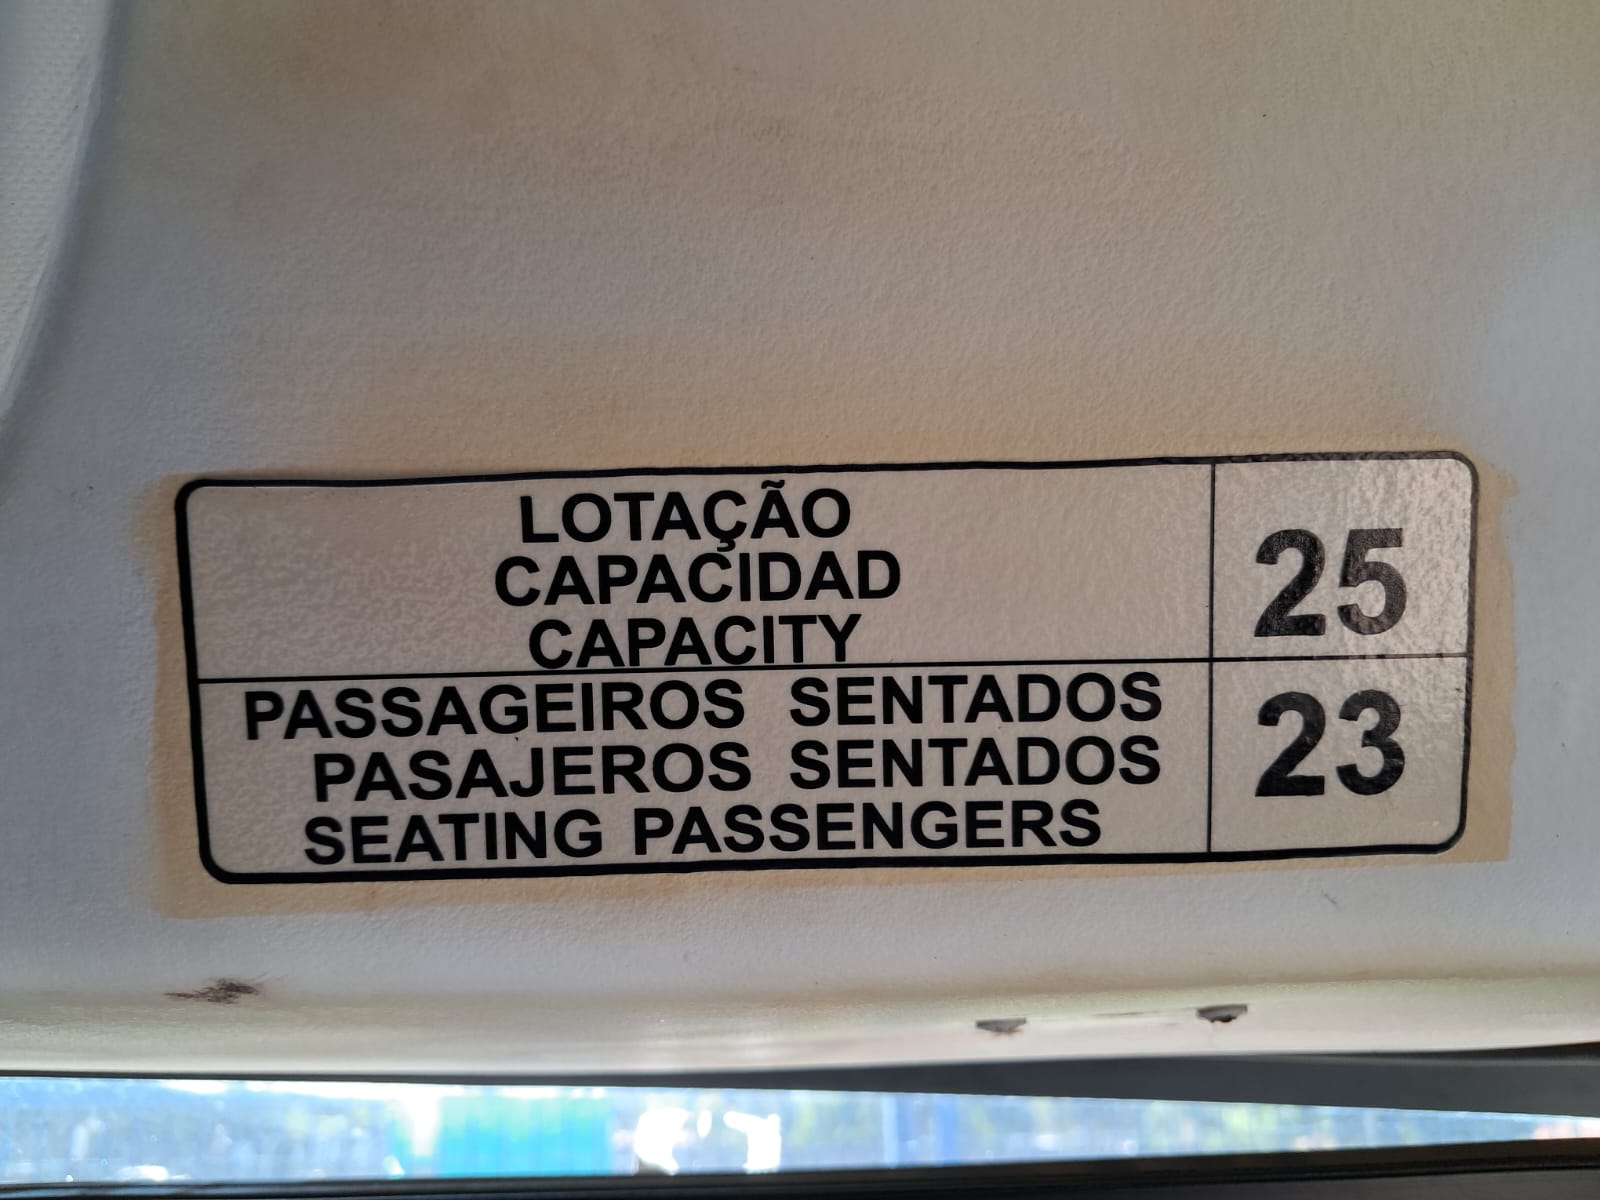 LOTAÇÃO
CAPACIDAD
CAPACITY
25
PASSAGEIROS SENTADOS
PASAJEROS SENTADOS
SEATING PASSENGERS
23